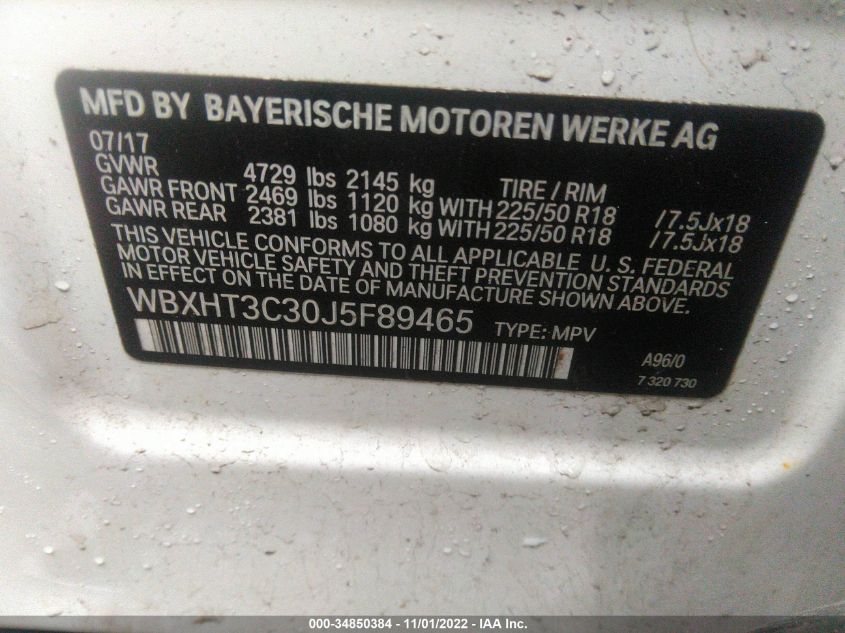 MFD BY BAYERISCHE MOTOREN WERKE AG
07/17
GVWR 4729 lbs 2145 kg TIRE / RIM
GAWR FRONT 2469 lbs 1120 kg WITH 225/50 R18 / 7.5Jx18
GAWR REAR 2381 lbs 1080 kg WITH 225/50 R18 / 7.5Jx18
THIS VEHICLE CONFORMS TO ALL APPLICABLE U. S. FEDERAL
MOTOR VEHICLE SAFETY AND THEFT PREVENTION STANDARDS
IN EFFECT ON THE DATE OF MANUFACTURE SHOWN ABOVE.
WBXHT3C30J5F89465 TYPE: MPV
A96/0
7 320 730
000-34850384 - 11/01/2022 - IAA Inc.